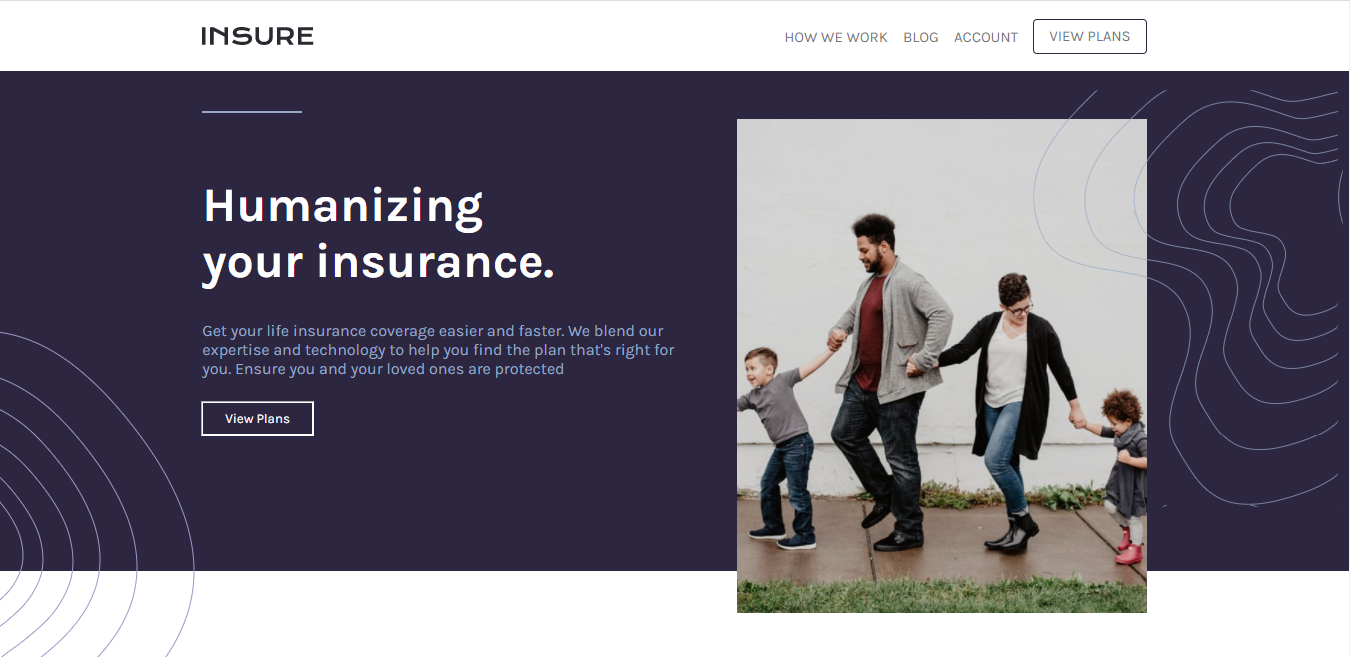 INSURE
HOW WE WORK BLOG ACCOUNT VIEW PLANS
Humanizing
your insurance.
Get your life insurance coverage easier and faster. We blend our
expertise and technology to help you find the plan that's right for
you. Ensure you and your loved ones are protected
View Plans